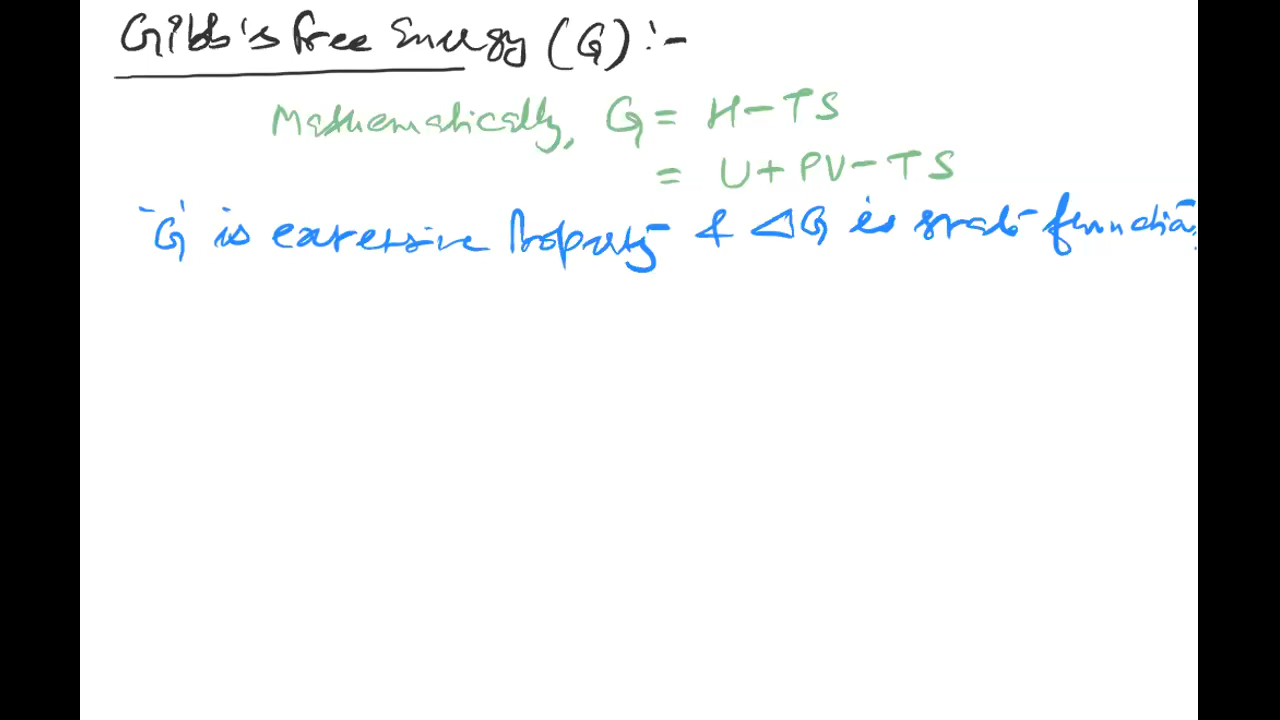 Gibb's free Energy (G) :-
Mathematically, G = H - TS
= U + PV - TS
'G' is extensive Property & ΔG is state function.